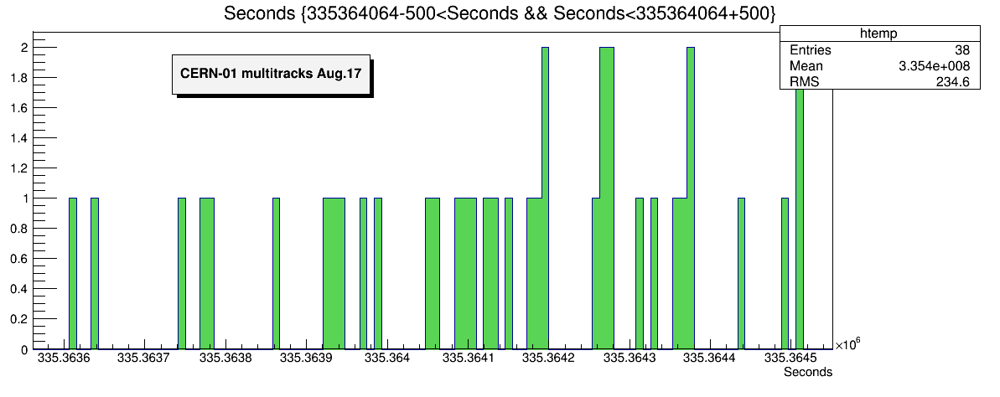 Seconds {335364064-500<Seconds && Seconds<335364064+500}
htemp
Entries 38
Mean 3.354e+008
RMS 234.6
CERN-01 multitracks Aug.17
2
1.8
1.6
1.4
1.2
1
0.8
0.6
0.4
0.2
0
335.3636 335.3637 335.3638 335.3639 335.364 335.3641 335.3642 335.3643 335.3644 335.3645
×10⁶
Seconds